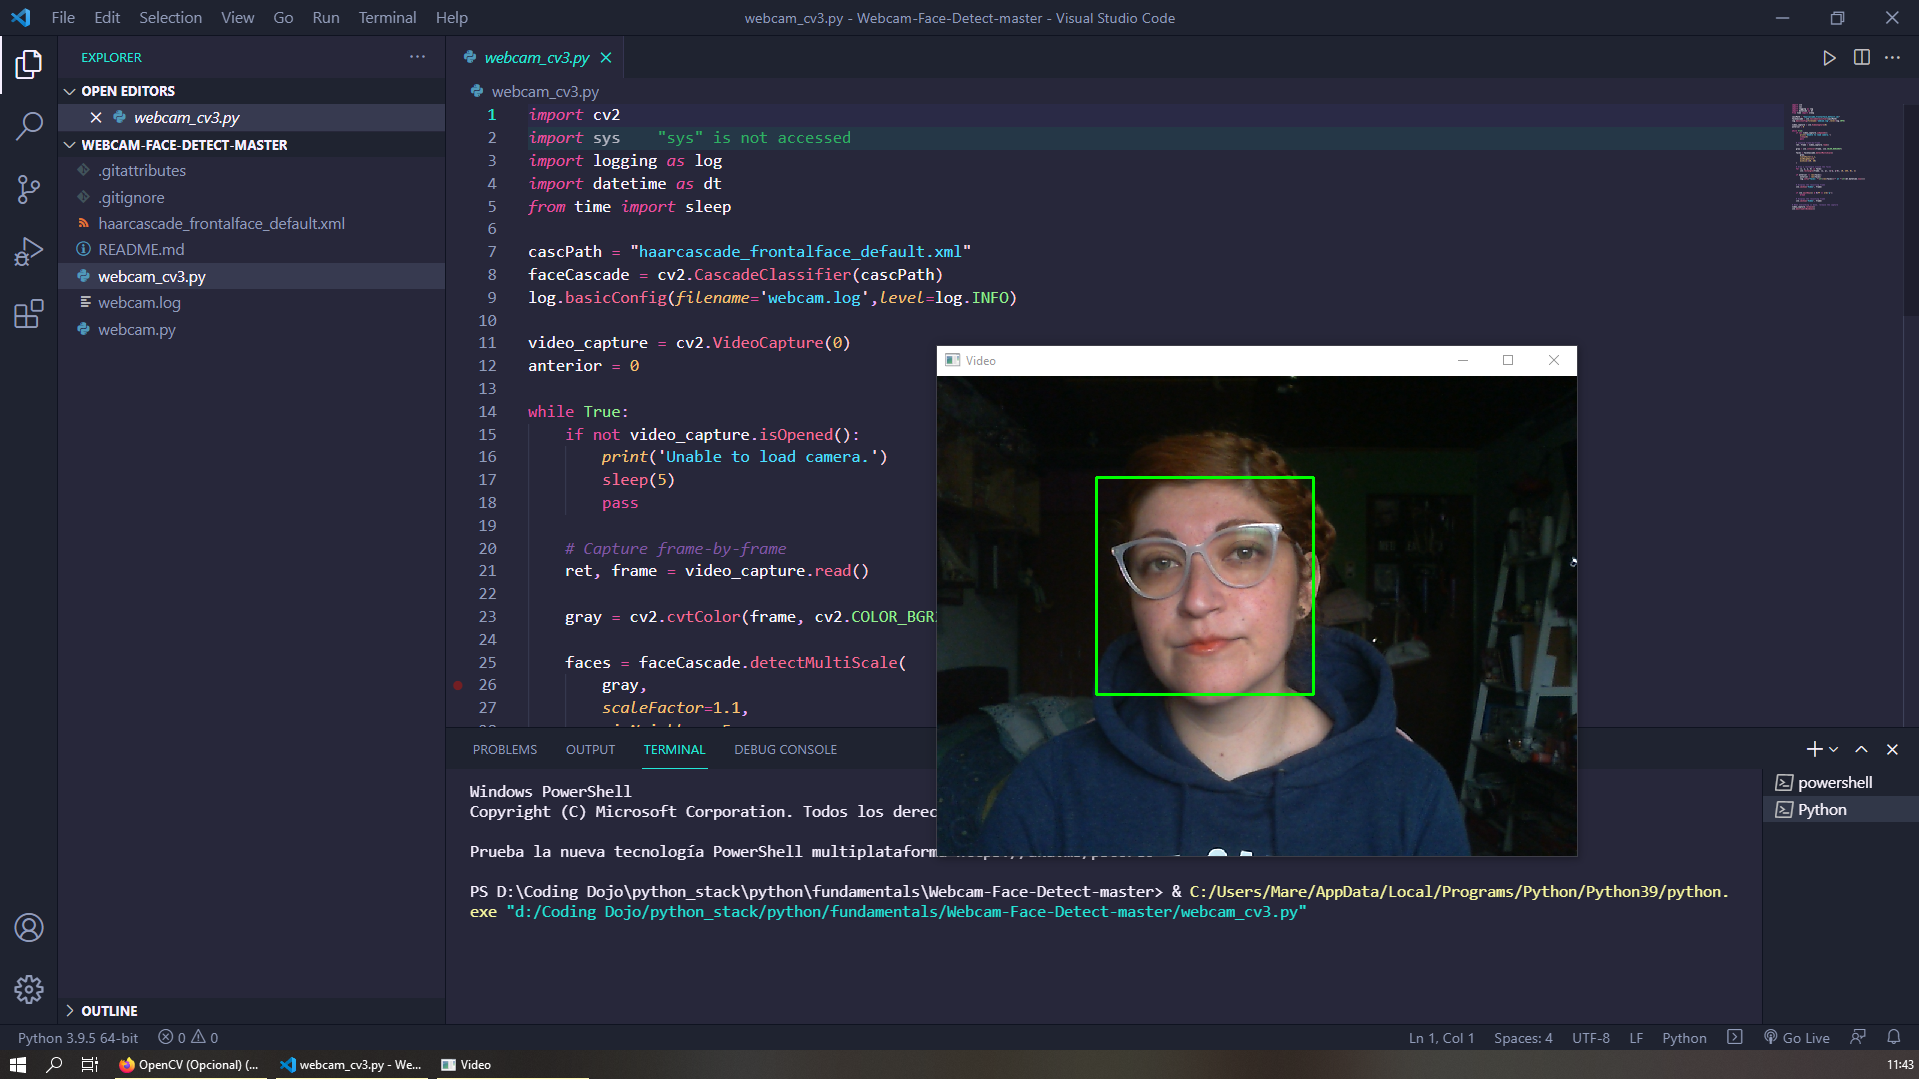 File Edit Selection View Go Run Terminal Help
webcam_cv3.py - Webcam-Face-Detect-master - Visual Studio Code
EXPLORER
OPEN EDITORS
webcam_cv3.py
WEBCAM-FACE-DETECT-MASTER
.gitattributes
.gitignore
haarcascade_frontalface_default.xml
README.md
webcam_cv3.py
webcam.log
webcam.py
OUTLINE
webcam_cv3.py
webcam_cv3.py
1 import cv2
2 import sys "sys" is not accessed
3 import logging as log
4 import datetime as dt
5 from time import sleep
6
7 cascPath = "haarcascade_frontalface_default.xml"
8 faceCascade = cv2.CascadeClassifier(cascPath)
9 log.basicConfig(filename='webcam.log',level=log.INFO)
10
11 video_capture = cv2.VideoCapture(0)
12 anterior = 0
13
14 while True:
15 if not video_capture.isOpened():
16 print('Unable to load camera.')
17 sleep(5)
18 pass
19
20 # Capture frame-by-frame
21 ret, frame = video_capture.read()
22
23 gray = cv2.cvtColor(frame, cv2.COLOR_BGR
24
25 faces = faceCascade.detectMultiScale(
26 gray,
27 scaleFactor=1.1,
Video
PROBLEMS OUTPUT TERMINAL DEBUG CONSOLE
Windows PowerShell
Copyright (C) Microsoft Corporation. Todos los derec
Prueba la nueva tecnología PowerShell multiplataform
PS D:\Coding Dojo\python_stack\python\fundamentals\Webcam-Face-Detect-master> & C:/Users/Mare/AppData/Local/Programs/Python/Python39/python.
exe "d:/Coding Dojo/python_stack/python/fundamentals/Webcam-Face-Detect-master/webcam_cv3.py"
powershell
Python
Python 3.9.5 64-bit 0 0
Ln 1, Col 1 Spaces: 4 UTF-8 LF Python Go Live
OpenCV (Opcional) (...
webcam_cv3.py - We...
Video
11:43